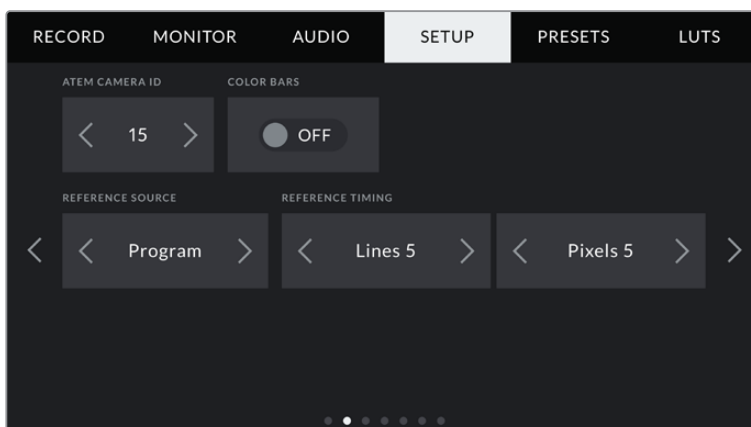 RECORD MONITOR AUDIO SETUP PRESETS LUTS
ATEM CAMERA ID COLOR BARS
15 OFF
REFERENCE SOURCE REFERENCE TIMING
Program Lines 5 Pixels 5